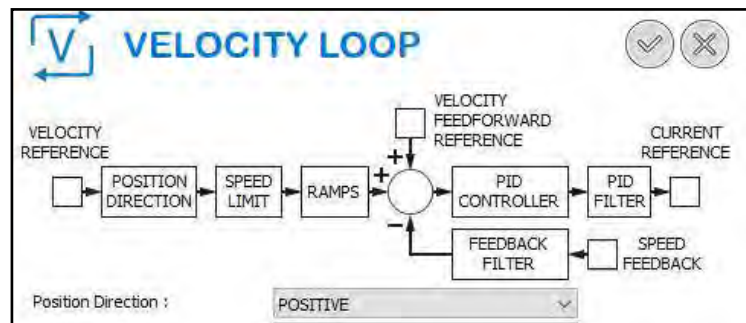 V VELOCITY LOOP
VELOCITY
FEEDFORWARD
REFERENCE
VELOCITY
REFERENCE
CURRENT
REFERENCE
+
+
POSITION
DIRECTION
SPEED
LIMIT
RAMPS
PID
CONTROLLER
PID
FILTER
−
FEEDBACK
FILTER
SPEED
FEEDBACK
Position Direction :
POSITIVE